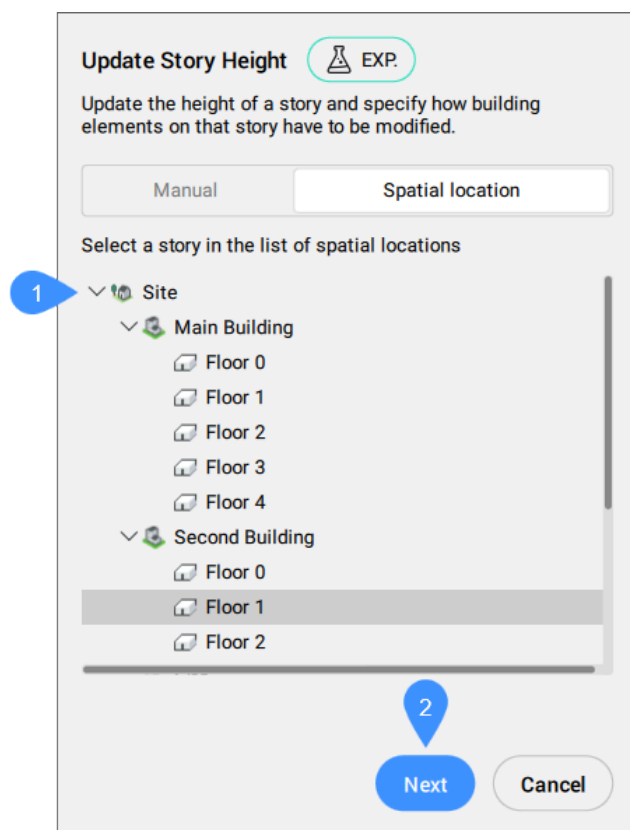 Update Story Height EXP.
Update the height of a story and specify how building
elements on that story have to be modified.
Manual Spatial location
Select a story in the list of spatial locations
1 Site
Main Building
Floor 0
Floor 1
Floor 2
Floor 3
Floor 4
Second Building
Floor 0
Floor 1
Floor 2
2
Next Cancel